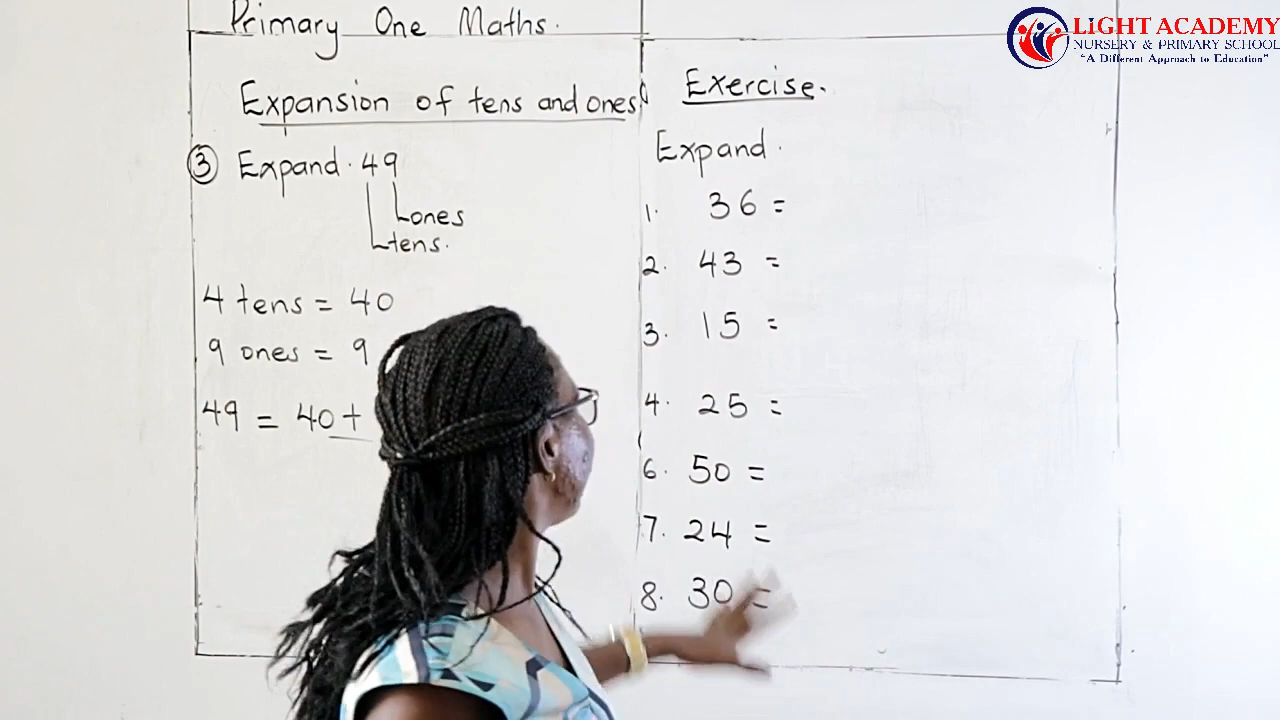 Primary One Maths.
Expansion of tens and ones
③ Expand. 49
ones
tens.
4 tens = 40
9 ones = 9
49 = 40 +
Exercise.
Expand.
1. 36 =
2. 43 =
3. 15 =
4. 25 =
6. 50 =
7. 24 =
8. 30 =
LIGHT ACADEMY
NURSERY & PRIMARY SCHOOL
"A Different Approach to Education"